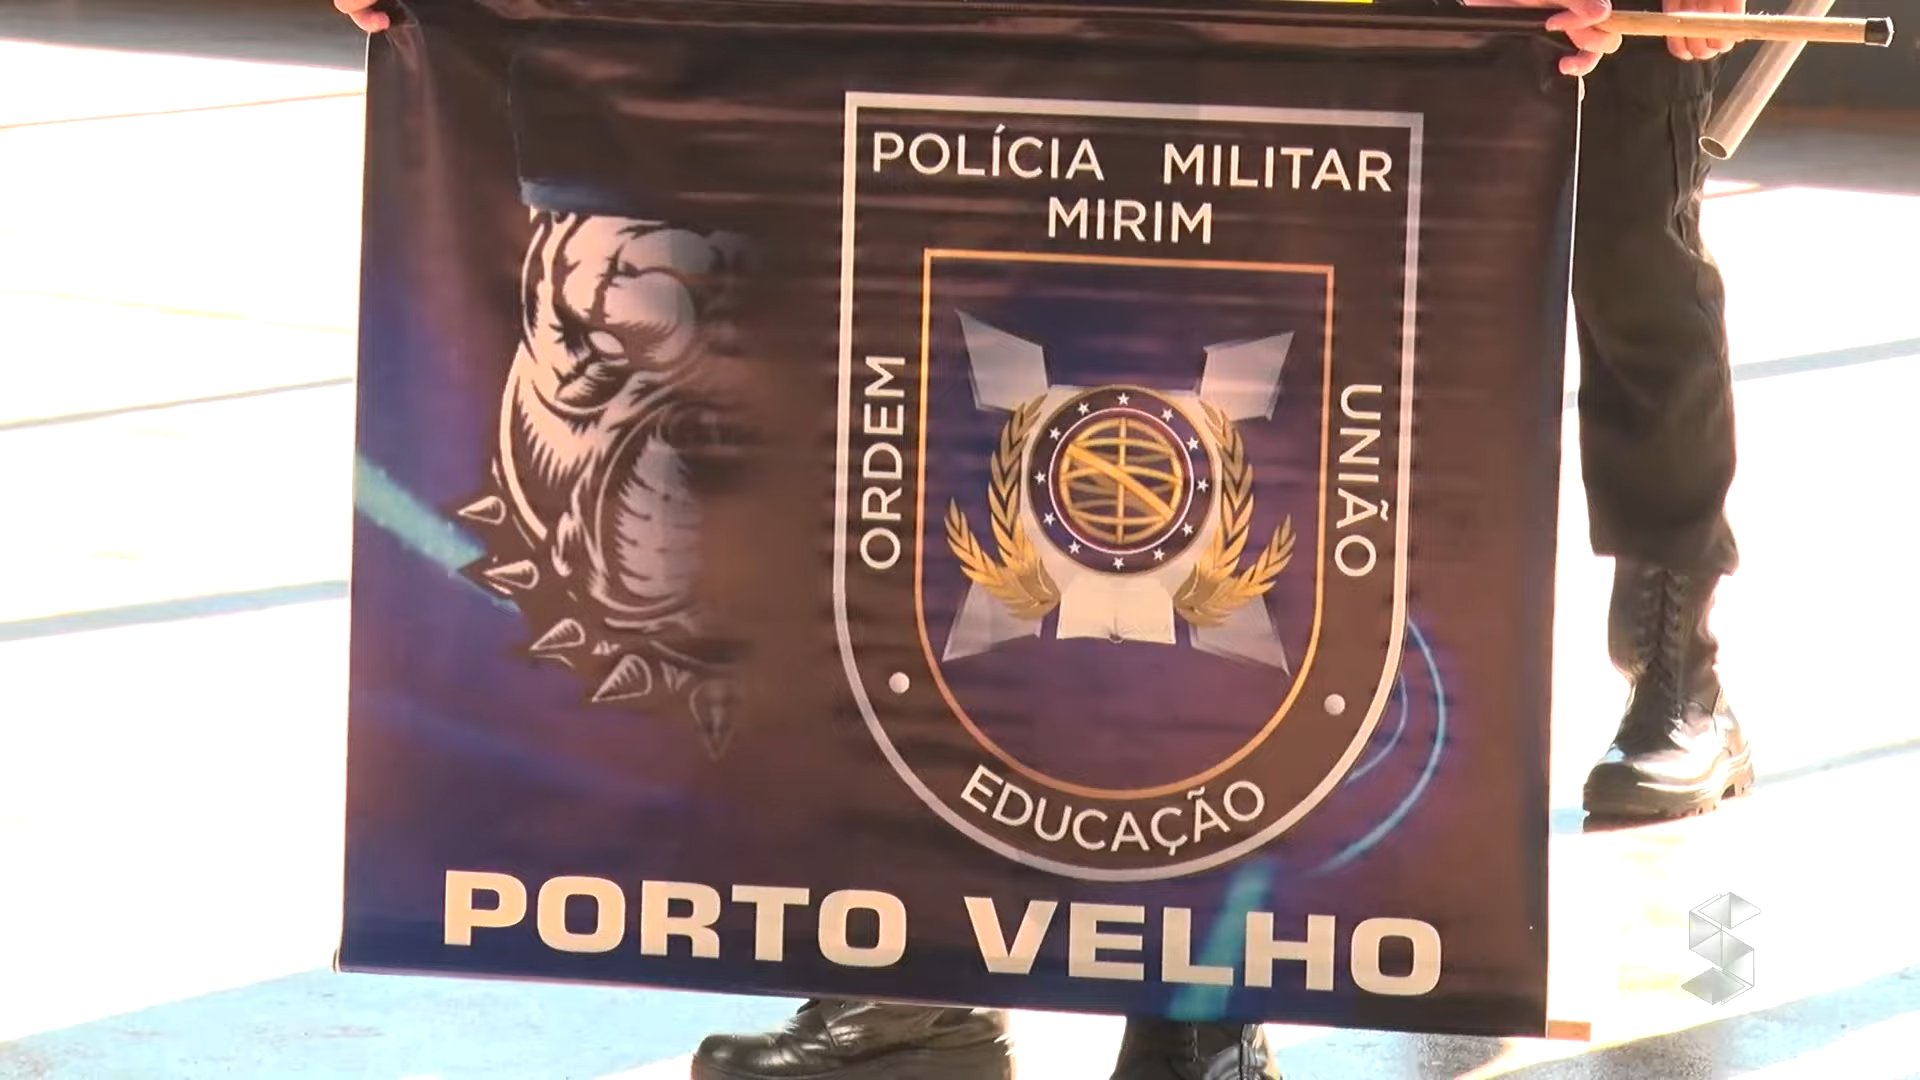 POLÍCIA MILITAR
MIRIM
ORDEM
UNIÃO
EDUCAÇÃO
PORTO VELHO